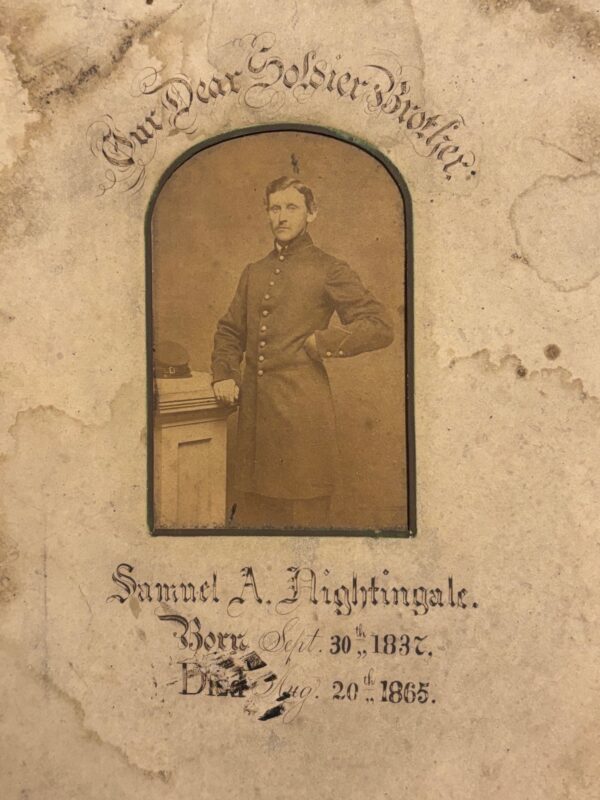 Our Dear Soldier Brother:
Samuel A. Nightingale.
Born Sept. 30th 1837.
Died Aug. 20th 1865.